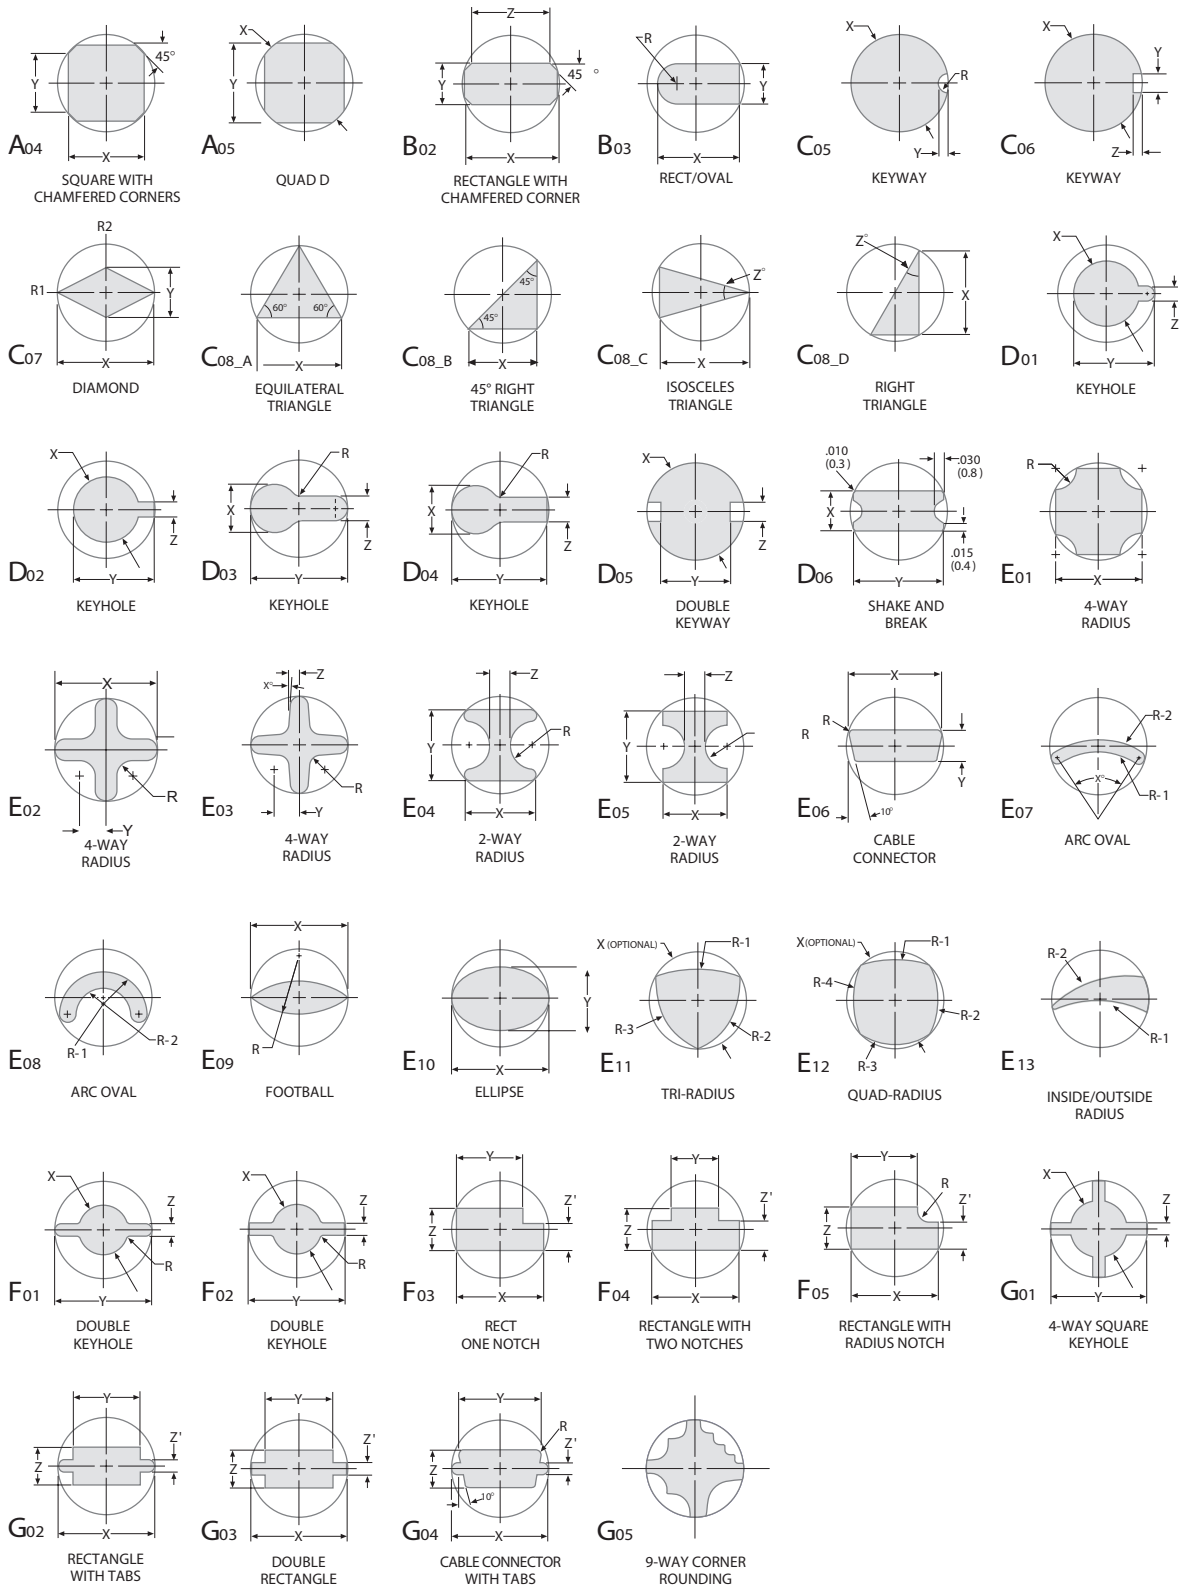 Z
X
X
45°
R
X
X
Y
Y
Y
Y
45 °
Y
R
Y
A04
X
A05
B02
X
B03
X
C05
Y
C06
Z
SQUARE WITH
CHAMFERED CORNERS
QUAD D
RECTANGLE WITH
CHAMFERED CORNER
RECT/OVAL
KEYWAY
KEYWAY
R2
R1
Y
60°
60°
45°
45°
Z°
Z°
X
X
Z
C07
X
C08_A
X
C08_B
X
C08_C
X
C08_D
D01
Y
DIAMOND
EQUILATERAL
TRIANGLE
45° RIGHT
TRIANGLE
ISOSCELES
TRIANGLE
RIGHT
TRIANGLE
KEYHOLE
X
R
R
X
.010
(0.3)
.030
(0.8)
R
X
X
X
Z
Z
Z
Z
.015
(0.4)
D02
Y
D03
Y
D04
Y
D05
Y
D06
Y
E01
X
KEYHOLE
KEYHOLE
KEYHOLE
DOUBLE
KEYWAY
SHAKE AND
BREAK
4-WAY
RADIUS
X
Z
X°
Z
Z
X
R
R
R
R-2
Y
Y
Y
R
R
X°
R-1
10°
E02
Y
E03
Y
E04
X
E05
X
E06
E07
4-WAY
RADIUS
4-WAY
RADIUS
2-WAY
RADIUS
2-WAY
RADIUS
CABLE
CONNECTOR
ARC OVAL
X
X (OPTIONAL)
R-1
X (OPTIONAL)
R-1
R-2
R-4
Y
R-2
R-3
R-2
R-1
R-2
R
R-1
E08
E09
E10
X
E11
E12
R-3
E13
ARC OVAL
FOOTBALL
ELLIPSE
TRI-RADIUS
QUAD-RADIUS
INSIDE/OUTSIDE
RADIUS
Y
Y
Y
X
X
R
X
Z
Z
Z'
Z'
Z'
Z
Z
Z
Z
R
R
F01
Y
F02
Y
F03
X
F04
X
F05
X
G01
Y
DOUBLE
KEYHOLE
DOUBLE
KEYHOLE
RECT
ONE NOTCH
RECTANGLE WITH
TWO NOTCHES
RECTANGLE WITH
RADIUS NOTCH
4-WAY SQUARE
KEYHOLE
Y
Y
Y
R
Z'
Z'
Z'
Z
Z
Z
10°
G02
X
G03
X
G04
X
G05
RECTANGLE
WITH TABS
DOUBLE
RECTANGLE
CABLE CONNECTOR
WITH TABS
9-WAY CORNER
ROUNDING